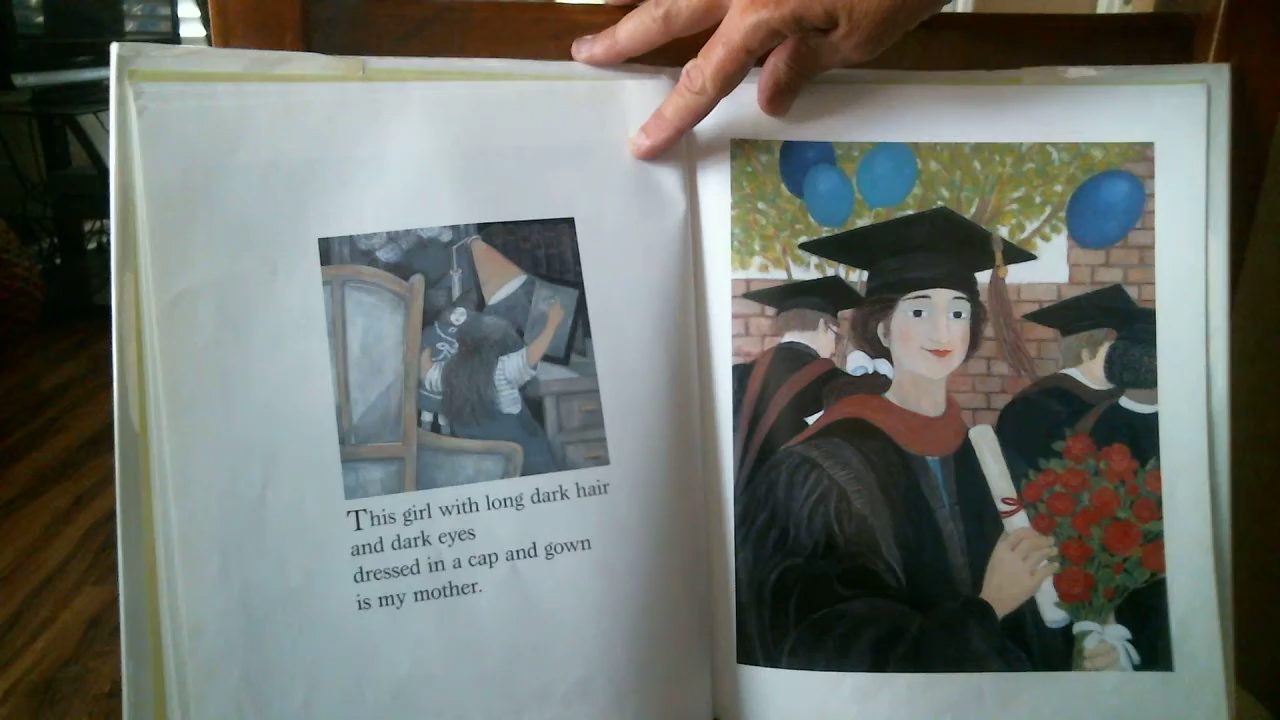 This girl with long dark hair
and dark eyes
dressed in a cap and gown
is my mother.